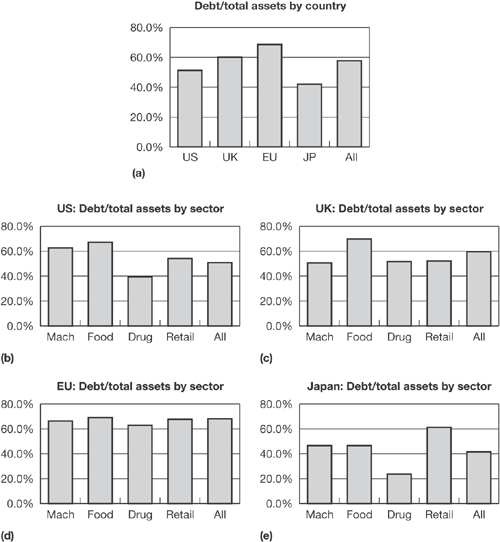 Debt/total assets by country
80.0%
60.0%
40.0%
20.0%
0.0%
US UK EU JP All
(a)
US: Debt/total assets by sector
80.0%
60.0%
40.0%
20.0%
0.0%
Mach Food Drug Retail All
(b)
UK: Debt/total assets by sector
80.0%
60.0%
40.0%
20.0%
0.0%
Mach Food Drug Retail All
(c)
EU: Debt/total assets by sector
80.0%
60.0%
40.0%
20.0%
0.0%
Mach Food Drug Retail All
(d)
Japan: Debt/total assets by sector
80.0%
60.0%
40.0%
20.0%
0.0%
Mach Food Drug Retail All
(e)